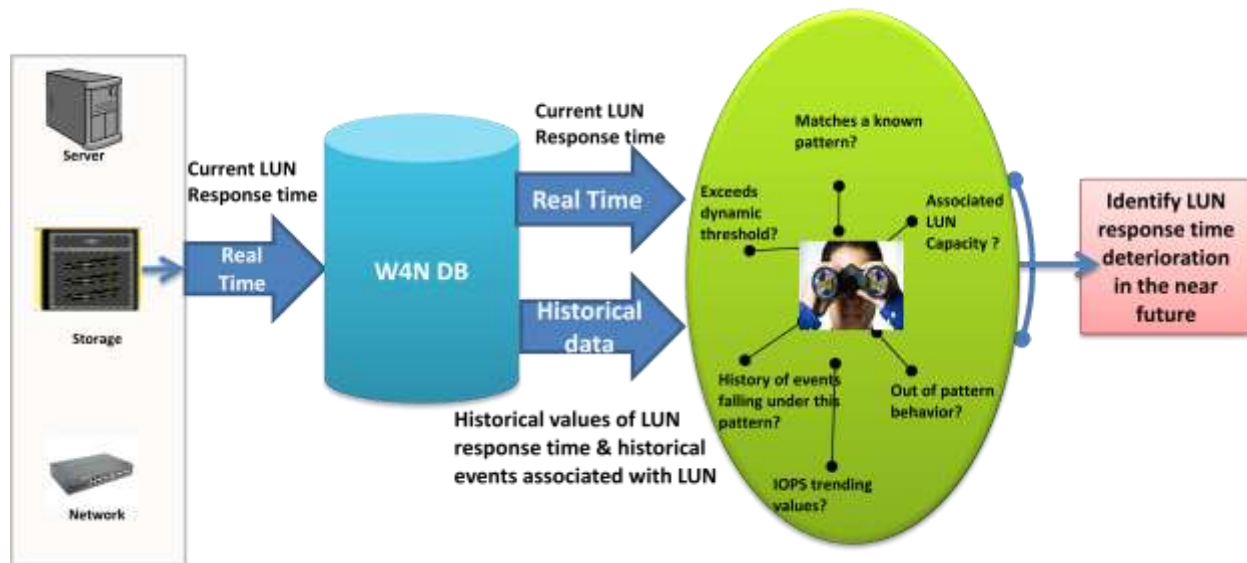 Server
Storage
Network
Current LUN
Response time
Real
Time
W4N DB
Current LUN
Response time
Real Time
Historical
data
Historical values of LUN
response time & historical
events associated with LUN
Matches a known
pattern?
Exceeds
dynamic
threshold?
Associated
LUN
Capacity ?
History of events
falling under this
pattern?
Out of pattern
behavior?
IOPS trending
values?
Identify LUN
response time
deterioration
in the near
future